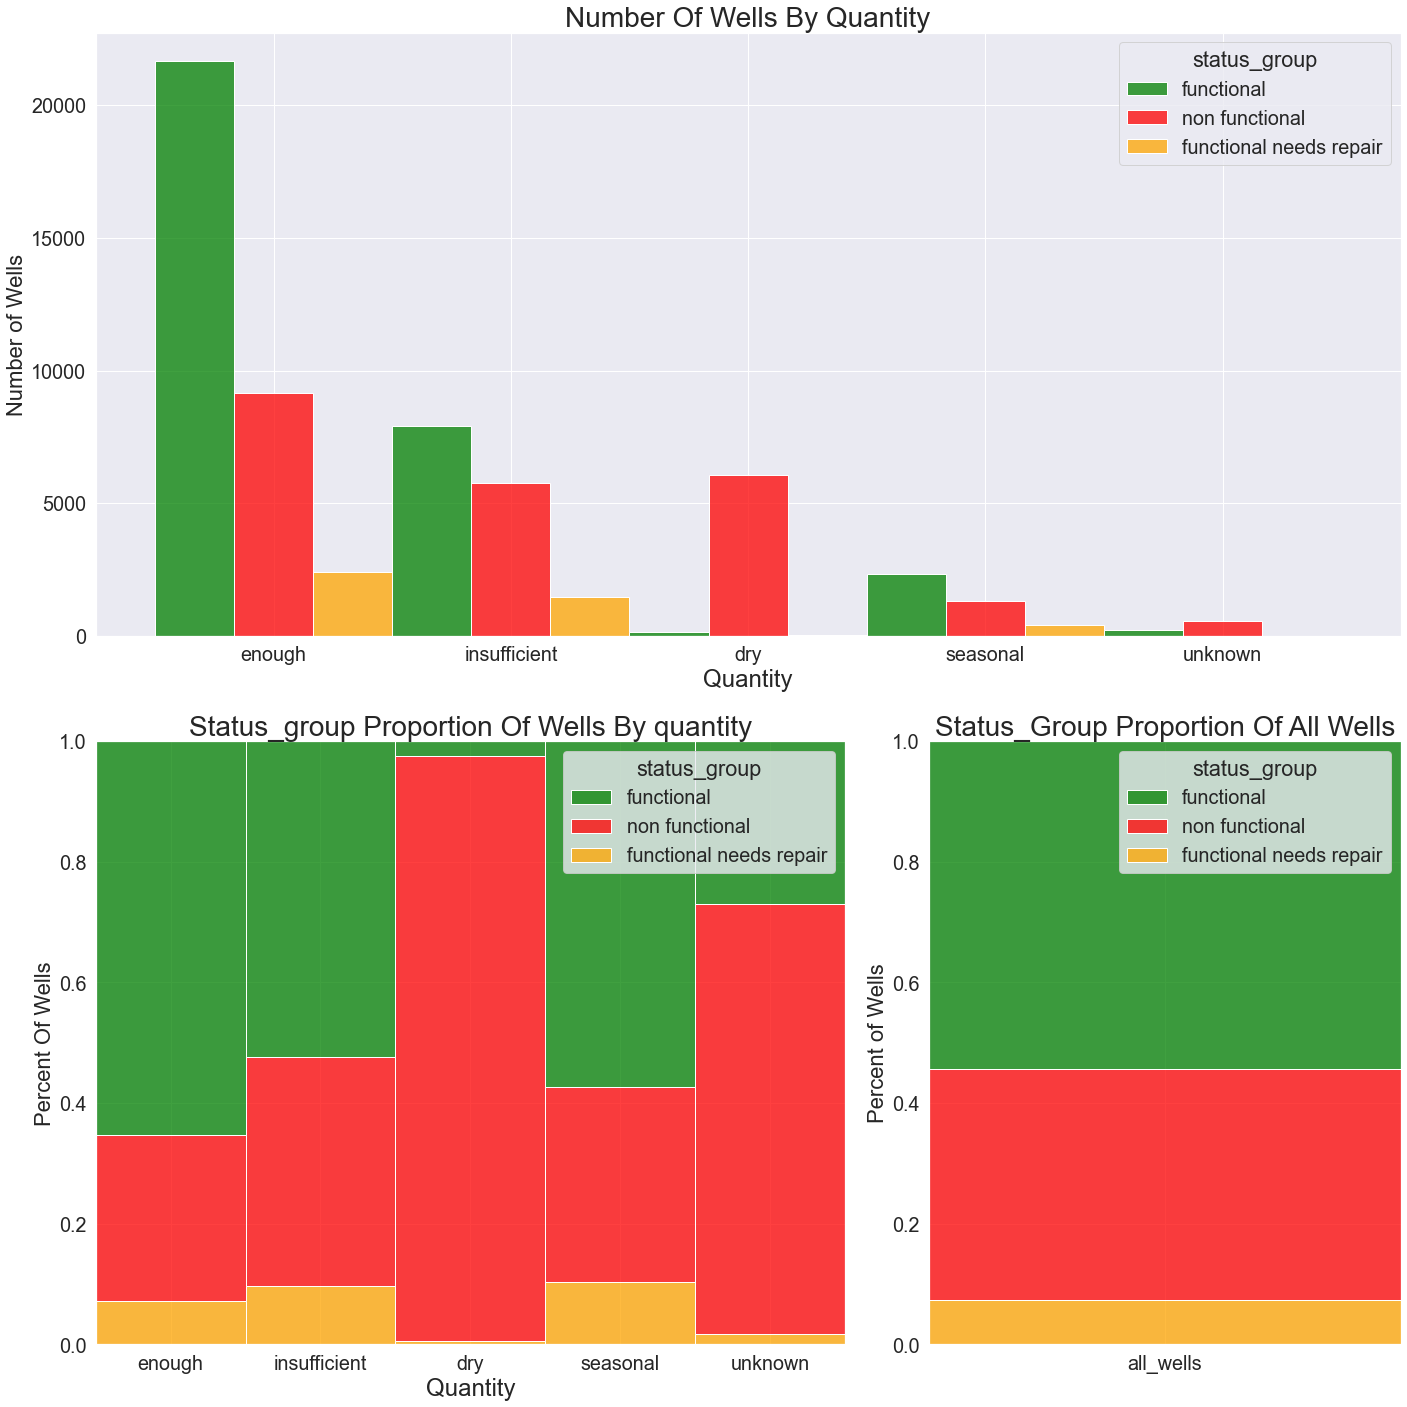 Number Of Wells By Quantity
status_group
functional
non functional
functional needs repair
Number of Wells
20000
15000
10000
5000
0
enough insufficient dry seasonal unknown
Quantity
Status_group Proportion Of Wells By quantity
status_group
functional
non functional
functional needs repair
Percent Of Wells
1.0
0.8
0.6
0.4
0.2
0.0
enough insufficient dry seasonal unknown
Quantity
Status_Group Proportion Of All Wells
status_group
functional
non functional
functional needs repair
Percent of Wells
1.0
0.8
0.6
0.4
0.2
0.0
all_wells